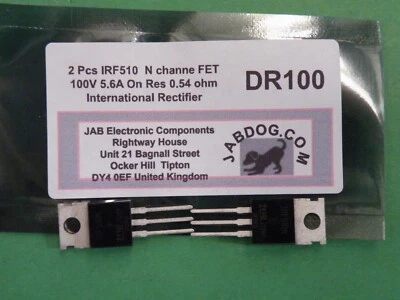 2 Pcs IRF510 N channe FET
100V 5.6A On Res 0.54 ohm
International Rectifier
DR100
JAB Electronic Components
Rightway House
Unit 21 Bagnall Street
Ocker Hill Tipton
DY4 0EF United Kingdom
JABDOG.COM